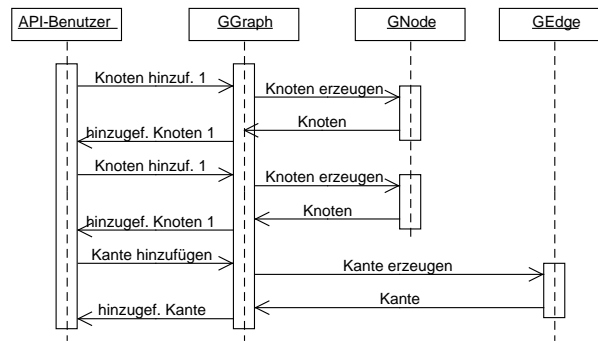 API-Benutzer
GGraph
GNode
GEdge
Knoten hinzuf. 1
Knoten erzeugen
Knoten
hinzugef. Knoten 1
Knoten hinzuf. 1
Knoten erzeugen
Knoten
hinzugef. Knoten 1
Kante hinzufügen
Kante erzeugen
Kante
hinzugef. Kante